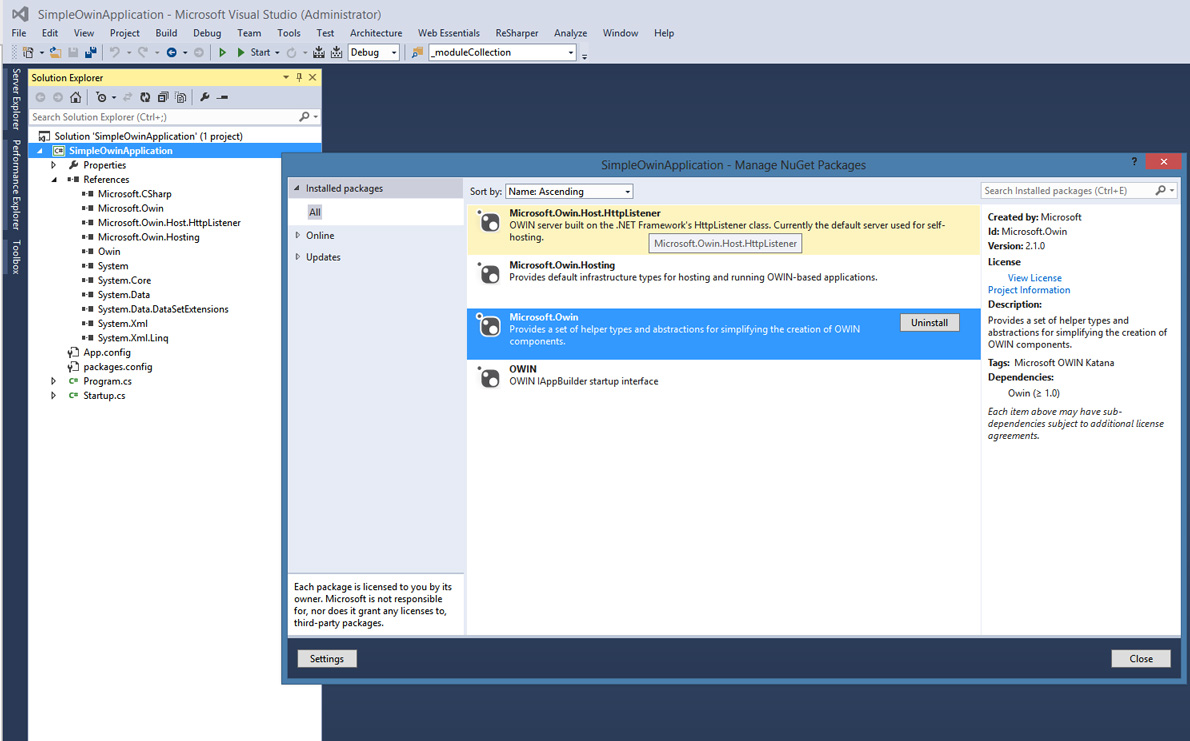 SimpleOwinApplication - Microsoft Visual Studio (Administrator)
File Edit View Project Build Debug Team Tools Test Architecture Web Essentials ReSharper Analyze Window Help
Start Debug _moduleCollection
Server Explorer
Performance Explorer
Toolbox
Solution Explorer
Search Solution Explorer (Ctrl+;)
Solution 'SimpleOwinApplication' (1 project)
SimpleOwinApplication
Properties
References
Microsoft.CSharp
Microsoft.Owin
Microsoft.Owin.Host.HttpListener
Microsoft.Owin.Hosting
Owin
System
System.Core
System.Data
System.Data.DataSetExtensions
System.Xml
System.Xml.Linq
App.config
packages.config
C# Program.cs
C# Startup.cs
SimpleOwinApplication - Manage NuGet Packages
?
Installed packages
All
Online
Updates
Each package is licensed to you by its
owner. Microsoft is not responsible
for, nor does it grant any licenses to,
third-party packages.
Sort by: Name: Ascending
Microsoft.Owin.Host.HttpListener
OWIN server built on the .NET Framework's HttpListener class. Currently the default server used for self-
hosting.
Microsoft.Owin.Host.HttpListener
Microsoft.Owin.Hosting
Provides default infrastructure types for hosting and running OWIN-based applications.
Microsoft.Owin
Provides a set of helper types and abstractions for simplifying the creation of OWIN
components.
Uninstall
OWIN
OWIN IAppBuilder startup interface
Search Installed packages (Ctrl+E)
Created by: Microsoft
Id: Microsoft.Owin
Version: 2.1.0
License
View License
Project Information
Description:
Provides a set of helper types and
abstractions for simplifying the creation of
OWIN components.
Tags: Microsoft OWIN Katana
Dependencies:
Owin (≥ 1.0)
Each item above may have sub-
dependencies subject to additional license
agreements.
Settings
Close